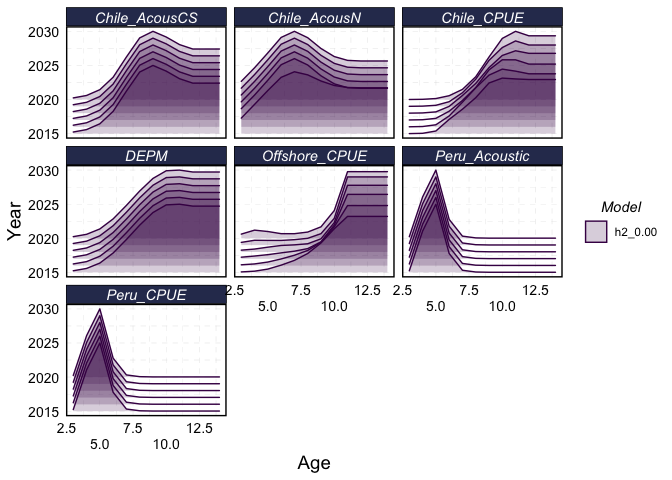 Chile_AcousCS Chile_AcousN Chile_CPUE
2030
2025
2020
2015
DEPM Offshore_CPUE Peru_Acoustic
2030
2025
2020
2015
Year
Model
h2_0.00
Peru_CPUE
2.5 7.5 12.5 2.5 7.5 12.5
5.0 10.0 5.0 10.0
2030
2025
2020
2015
2.5 7.5 12.5
5.0 10.0
Age